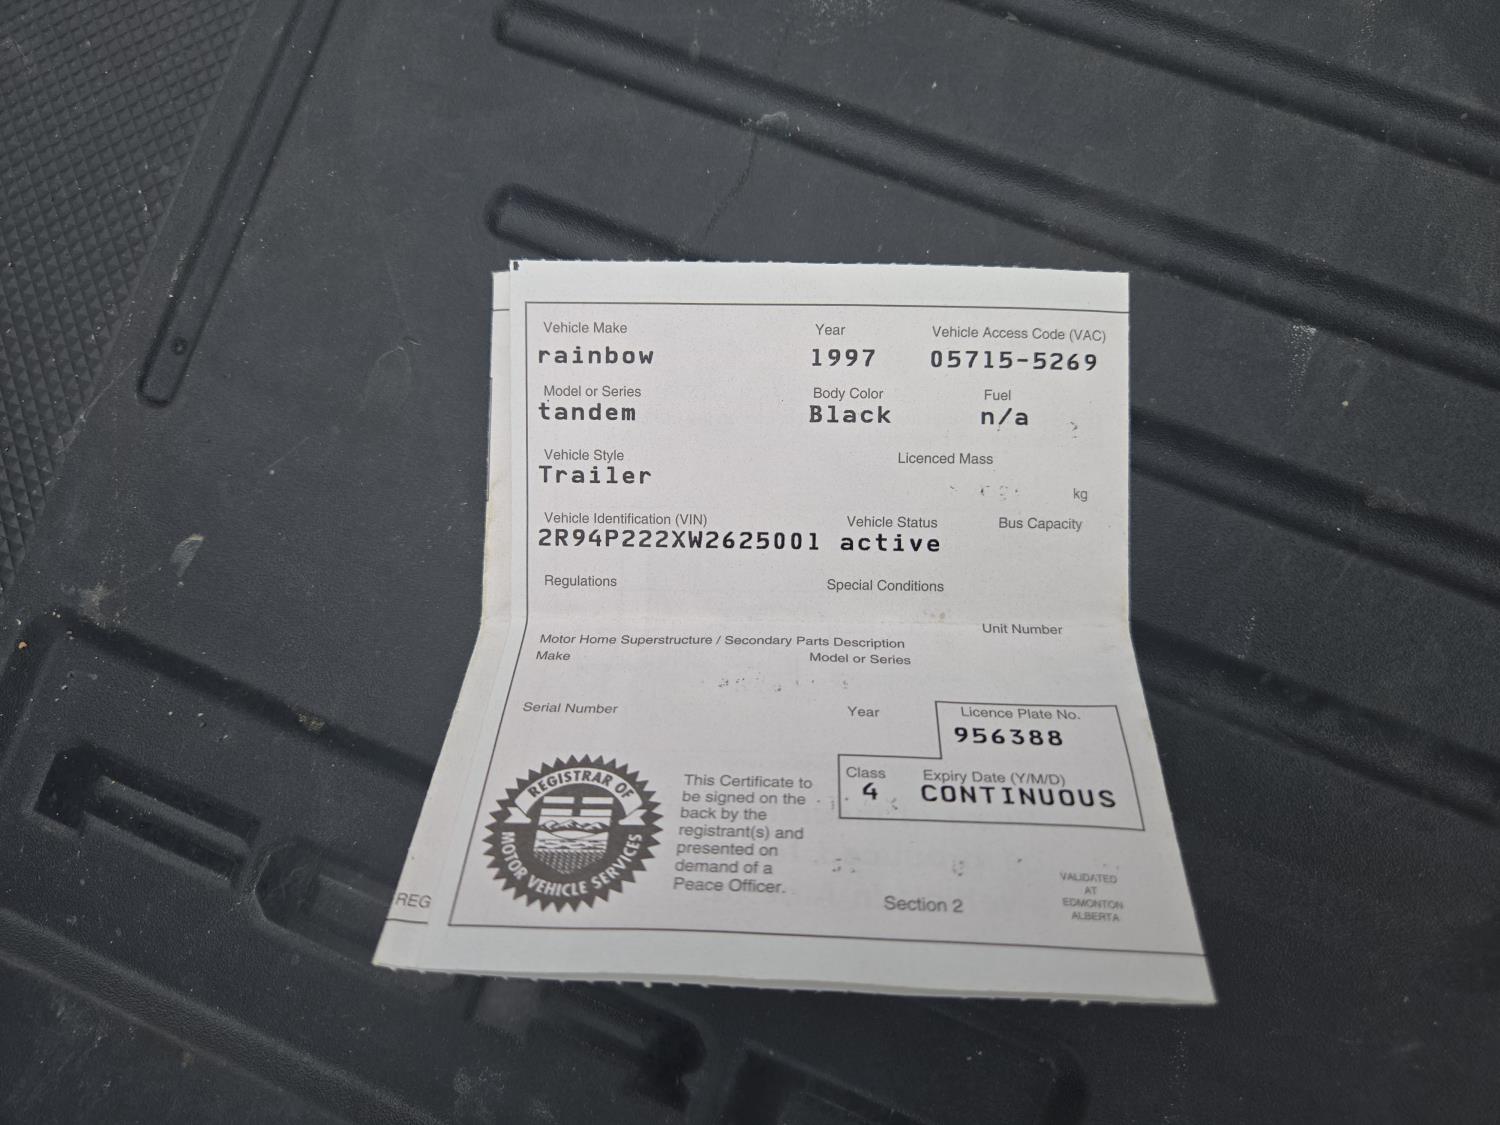 Vehicle Make Year Vehicle Access Code (VAC)
rainbow 1997 05715-5269
Model or Series Body Color Fuel
tandem Black n/a
Vehicle Style Licenced Mass
Trailer
kg
Vehicle Identification (VIN) Vehicle Status Bus Capacity
2R94P222XW2625001 active
Regulations Special Conditions
Unit Number
Motor Home Superstructure / Secondary Parts Description
Make Model or Series
Serial Number Year Licence Plate No.
956388
Class Expiry Date (Y/M/D)
4 CONTINUOUS
REGISTRAR OF
MOTOR VEHICLE SERVICES
This Certificate to
be signed on the
back by the
registrant(s) and
presented on
demand of a
Peace Officer.
Section 2
VALIDATED
AT
EDMONTON
ALBERTA
REG